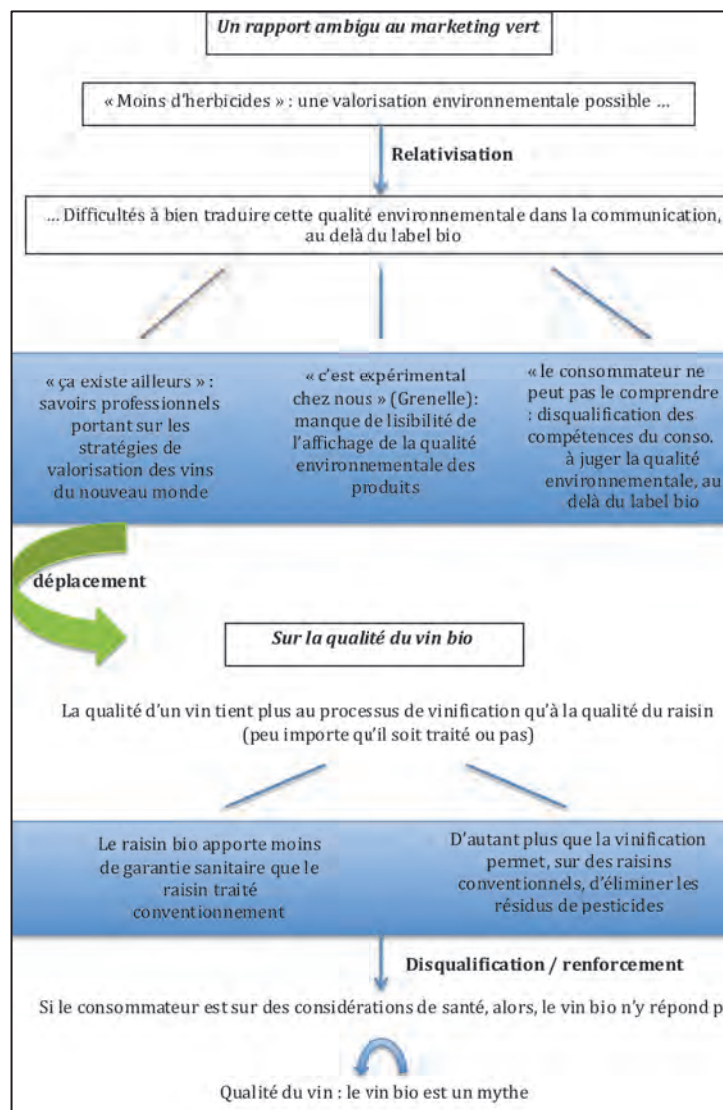 Un rapport ambigu au marketing vert
« Moins d'herbicides » : une valorisation environnementale possible …
Relativisation
… Difficultés à bien traduire cette qualité environnementale dans la communication,
au delà du label bio
« ça existe ailleurs » :
savoirs professionnels
portant sur les
stratégies de
valorisation des vins
du nouveau monde
« c'est expérimental
chez nous » (Grenelle):
manque de lisibilité de
l'affichage de la qualité
environnementale des
produits
« le consommateur ne
peut pas le comprendre
: disqualification des
compétences du conso.
à juger la qualité
environnementale, au
delà du label bio
déplacement
Sur la qualité du vin bio
La qualité d'un vin tient plus au processus de vinification qu'à la qualité du raisin
(peu importe qu'il soit traité ou pas)
Le raisin bio apporte moins
de garantie sanitaire que le
raisin traité
conventionnement
D'autant plus que la vinification
permet, sur des raisins
conventionnels, d'éliminer les
résidus de pesticides
Disqualification / renforcement
Si le consommateur est sur des considérations de santé, alors, le vin bio n'y répond p
Qualité du vin : le vin bio est un mythe